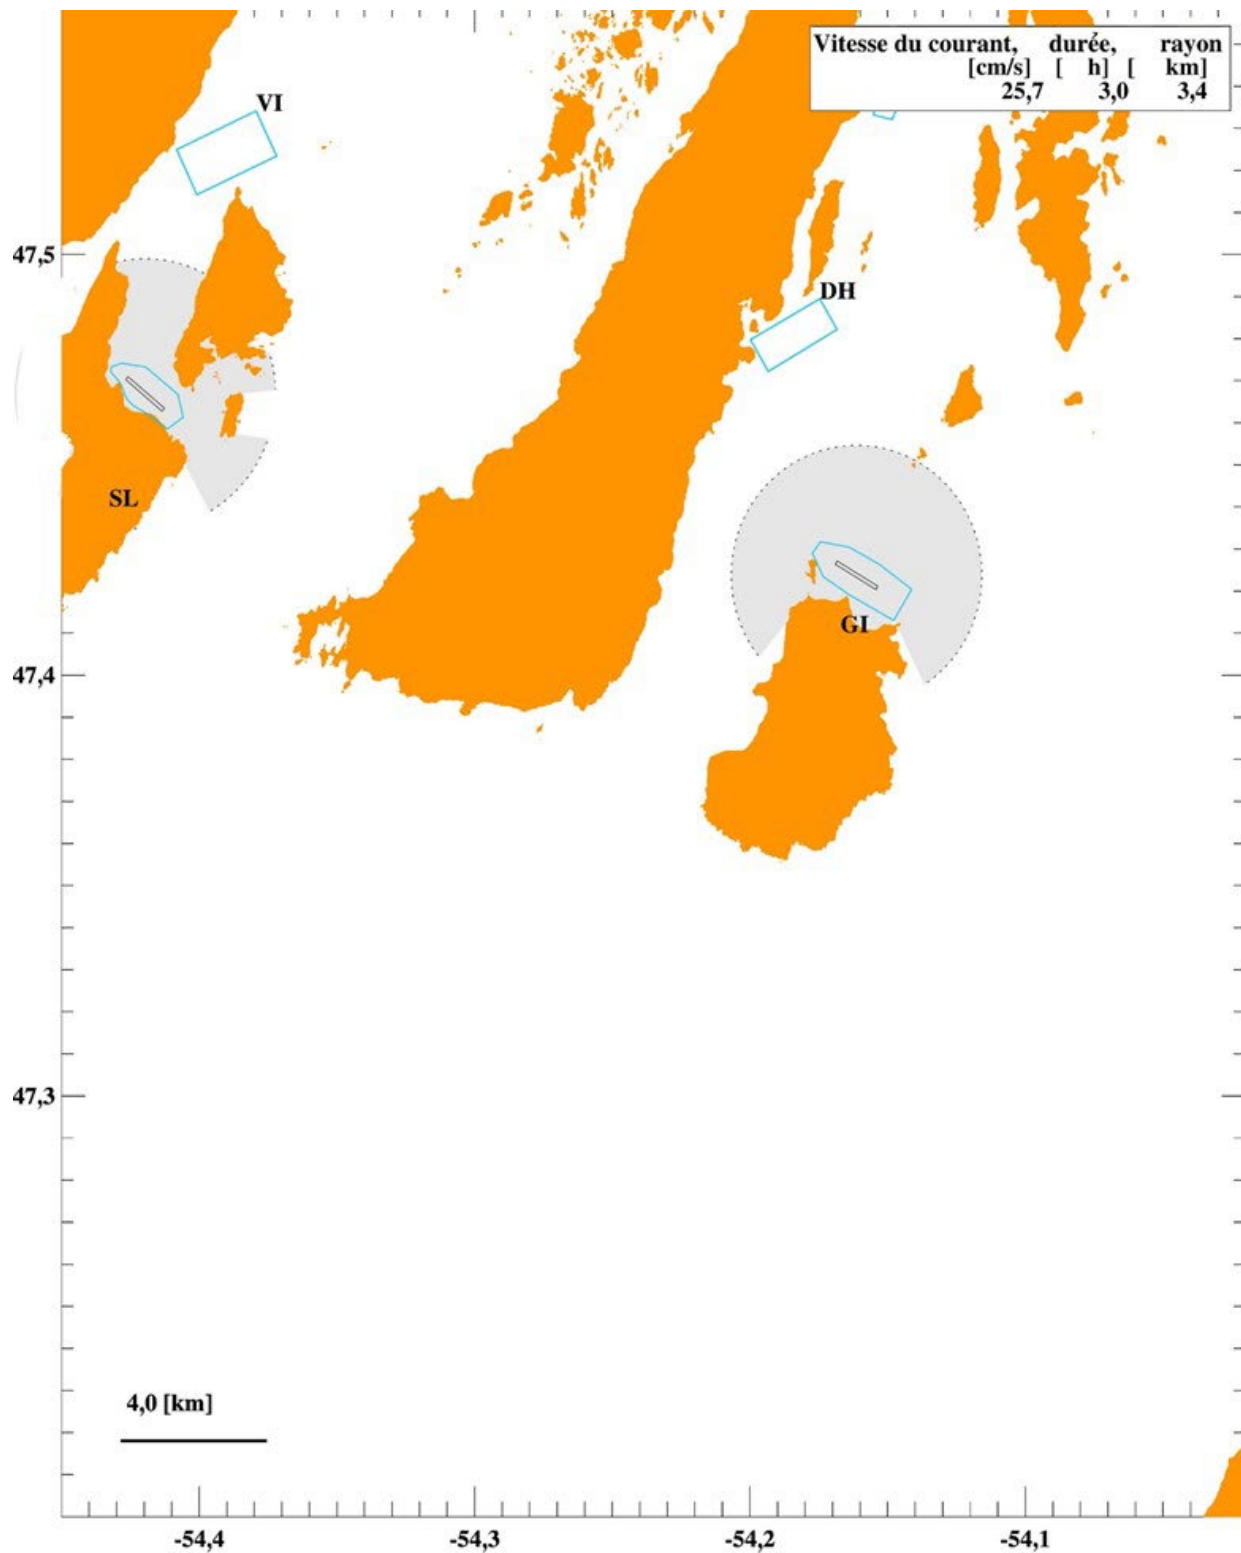 Vitesse du courant, durée, rayon
[cm/s] [ h] [ km]
25,7 3,0 3,4
VI
47,5
DH
SL
GI
47,4
47,3
4,0 [km]
-54,4 -54,3 -54,2 -54,1